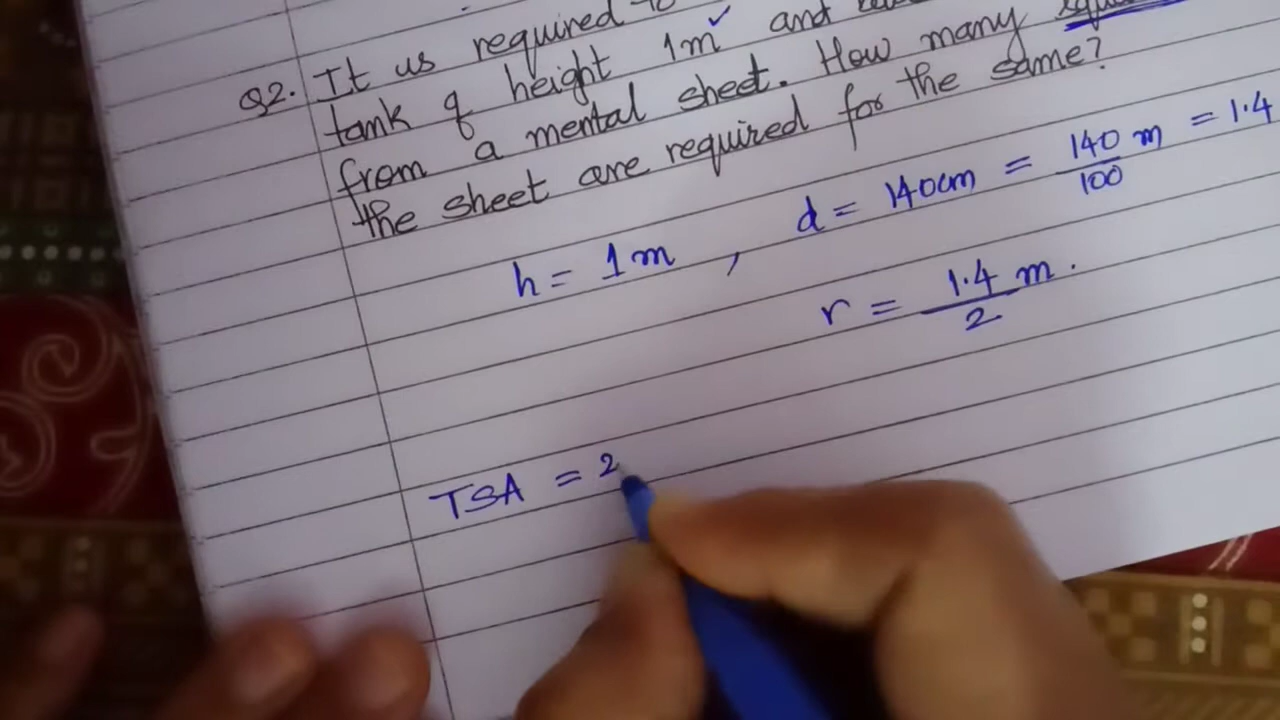 Q2. It us required to
tank of height 1m ✓ and
from a mental sheet. How many
the sheet are required for the same?
h = 1m , d = 140cm = 140/100 m = 1.4
r = 1.4/2 m.
TSA = 2